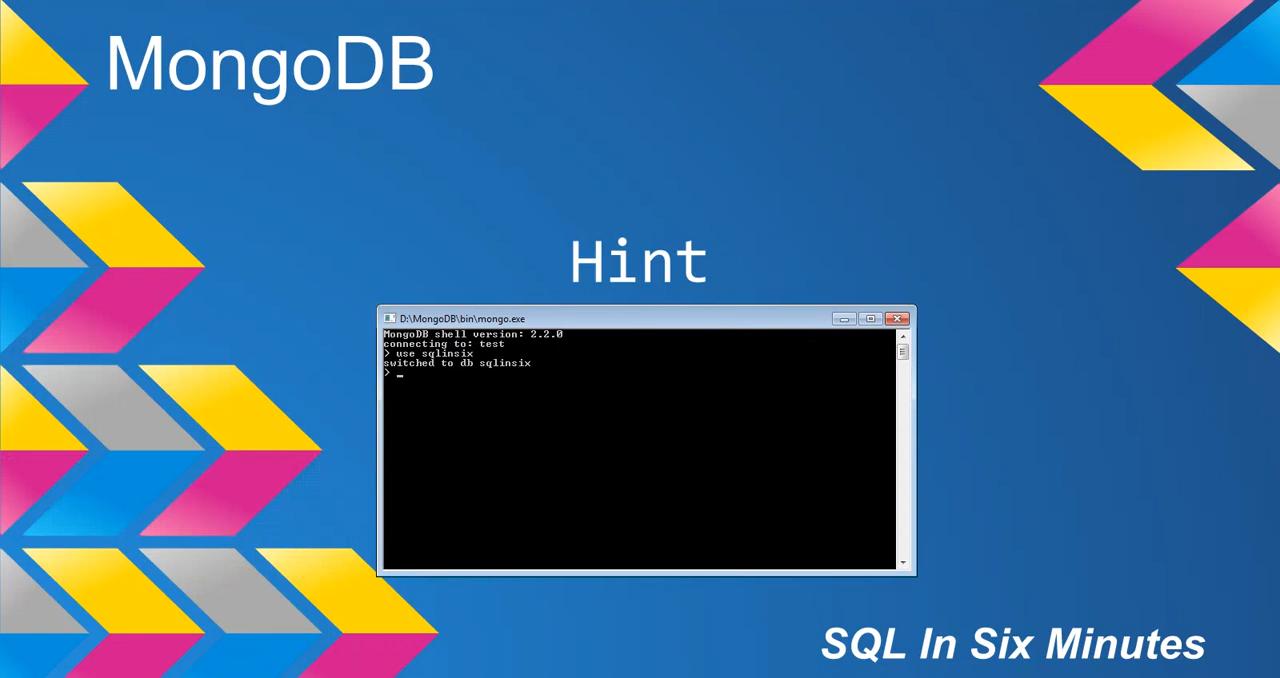 MongoDB
Hint
D:\MongoDB\bin\mongo.exe
MongoDB shell version: 2.2.0
connecting to: test
> use sqlinsix
switched to db sqlinsix
> _
SQL In Six Minutes